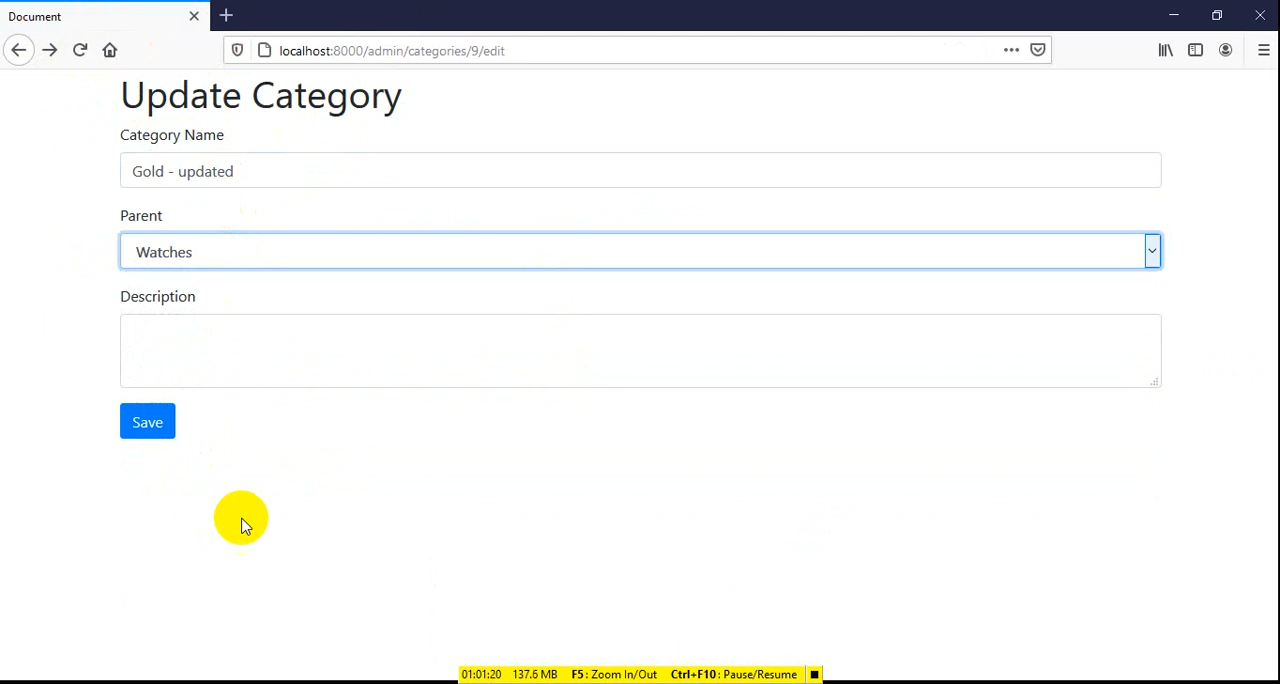 Document
localhost:8000/admin/categories/9/edit
Update Category
Category Name
Gold - updated
Parent
Watches
Description
Save
01:01:20 137.6 MB F5: Zoom In/Out Ctrl+F10: Pause/Resume